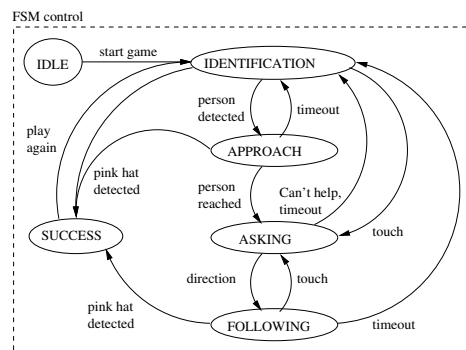 FSM control
start game
IDLE
IDENTIFICATION
person
detected
timeout
play
again
APPROACH
pink hat
detected
person
reached
Can't help,
timeout
touch
SUCCESS
ASKING
direction
touch
pink hat
detected
FOLLOWING
timeout